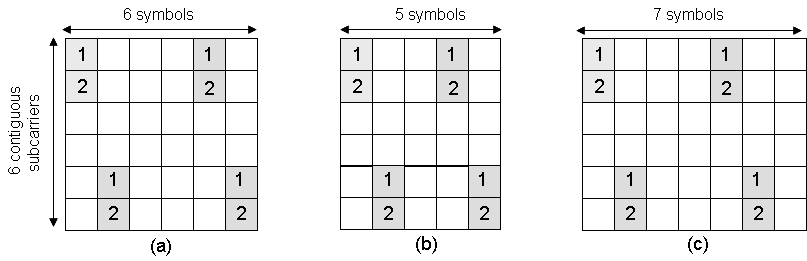 6 symbols 5 symbols 7 symbols
6 contiguous
subcarriers
1 1 1 1 1 1
2 2 2 2 2 2
1 1 1 1 1 1
2 2 2 2 2 2
(a) (b) (c)